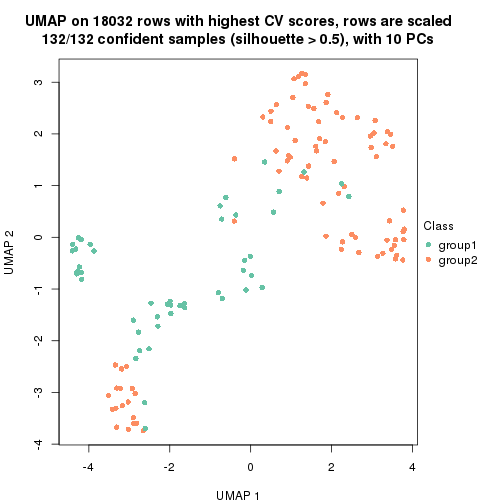 UMAP on 18032 rows with highest CV scores, rows are scaled
132/132 confident samples (silhouette > 0.5), with 10 PCs
3
2
1
0
-1
-2
-3
-4
UMAP 2
-4
-2
0
2
4
UMAP 1
Class
group1
group2